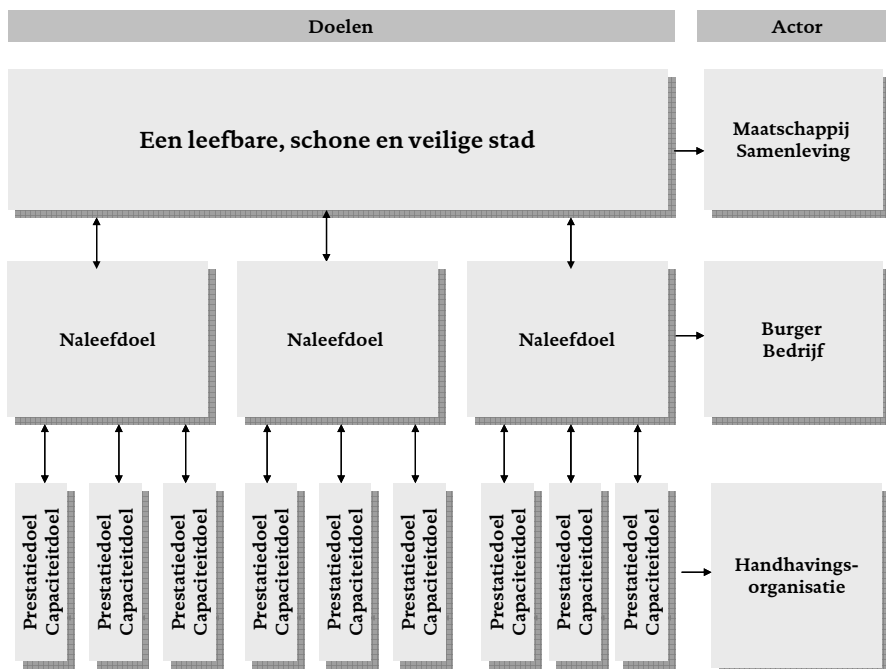 Doelen
Actor
Een leefbare, schone en veilige stad
Maatschappij
Samenleving
Naleefdoel
Naleefdoel
Naleefdoel
Burger
Bedrijf
Prestatiedoel
Capaciteitdoel
Prestatiedoel
Capaciteitdoel
Prestatiedoel
Capaciteitdoel
Prestatiedoel
Capaciteitdoel
Prestatiedoel
Capaciteitdoel
Prestatiedoel
Capaciteitdoel
Prestatiedoel
Capaciteitdoel
Prestatiedoel
Capaciteitdoel
Prestatiedoel
Capaciteitdoel
Handhavings-
organisatie